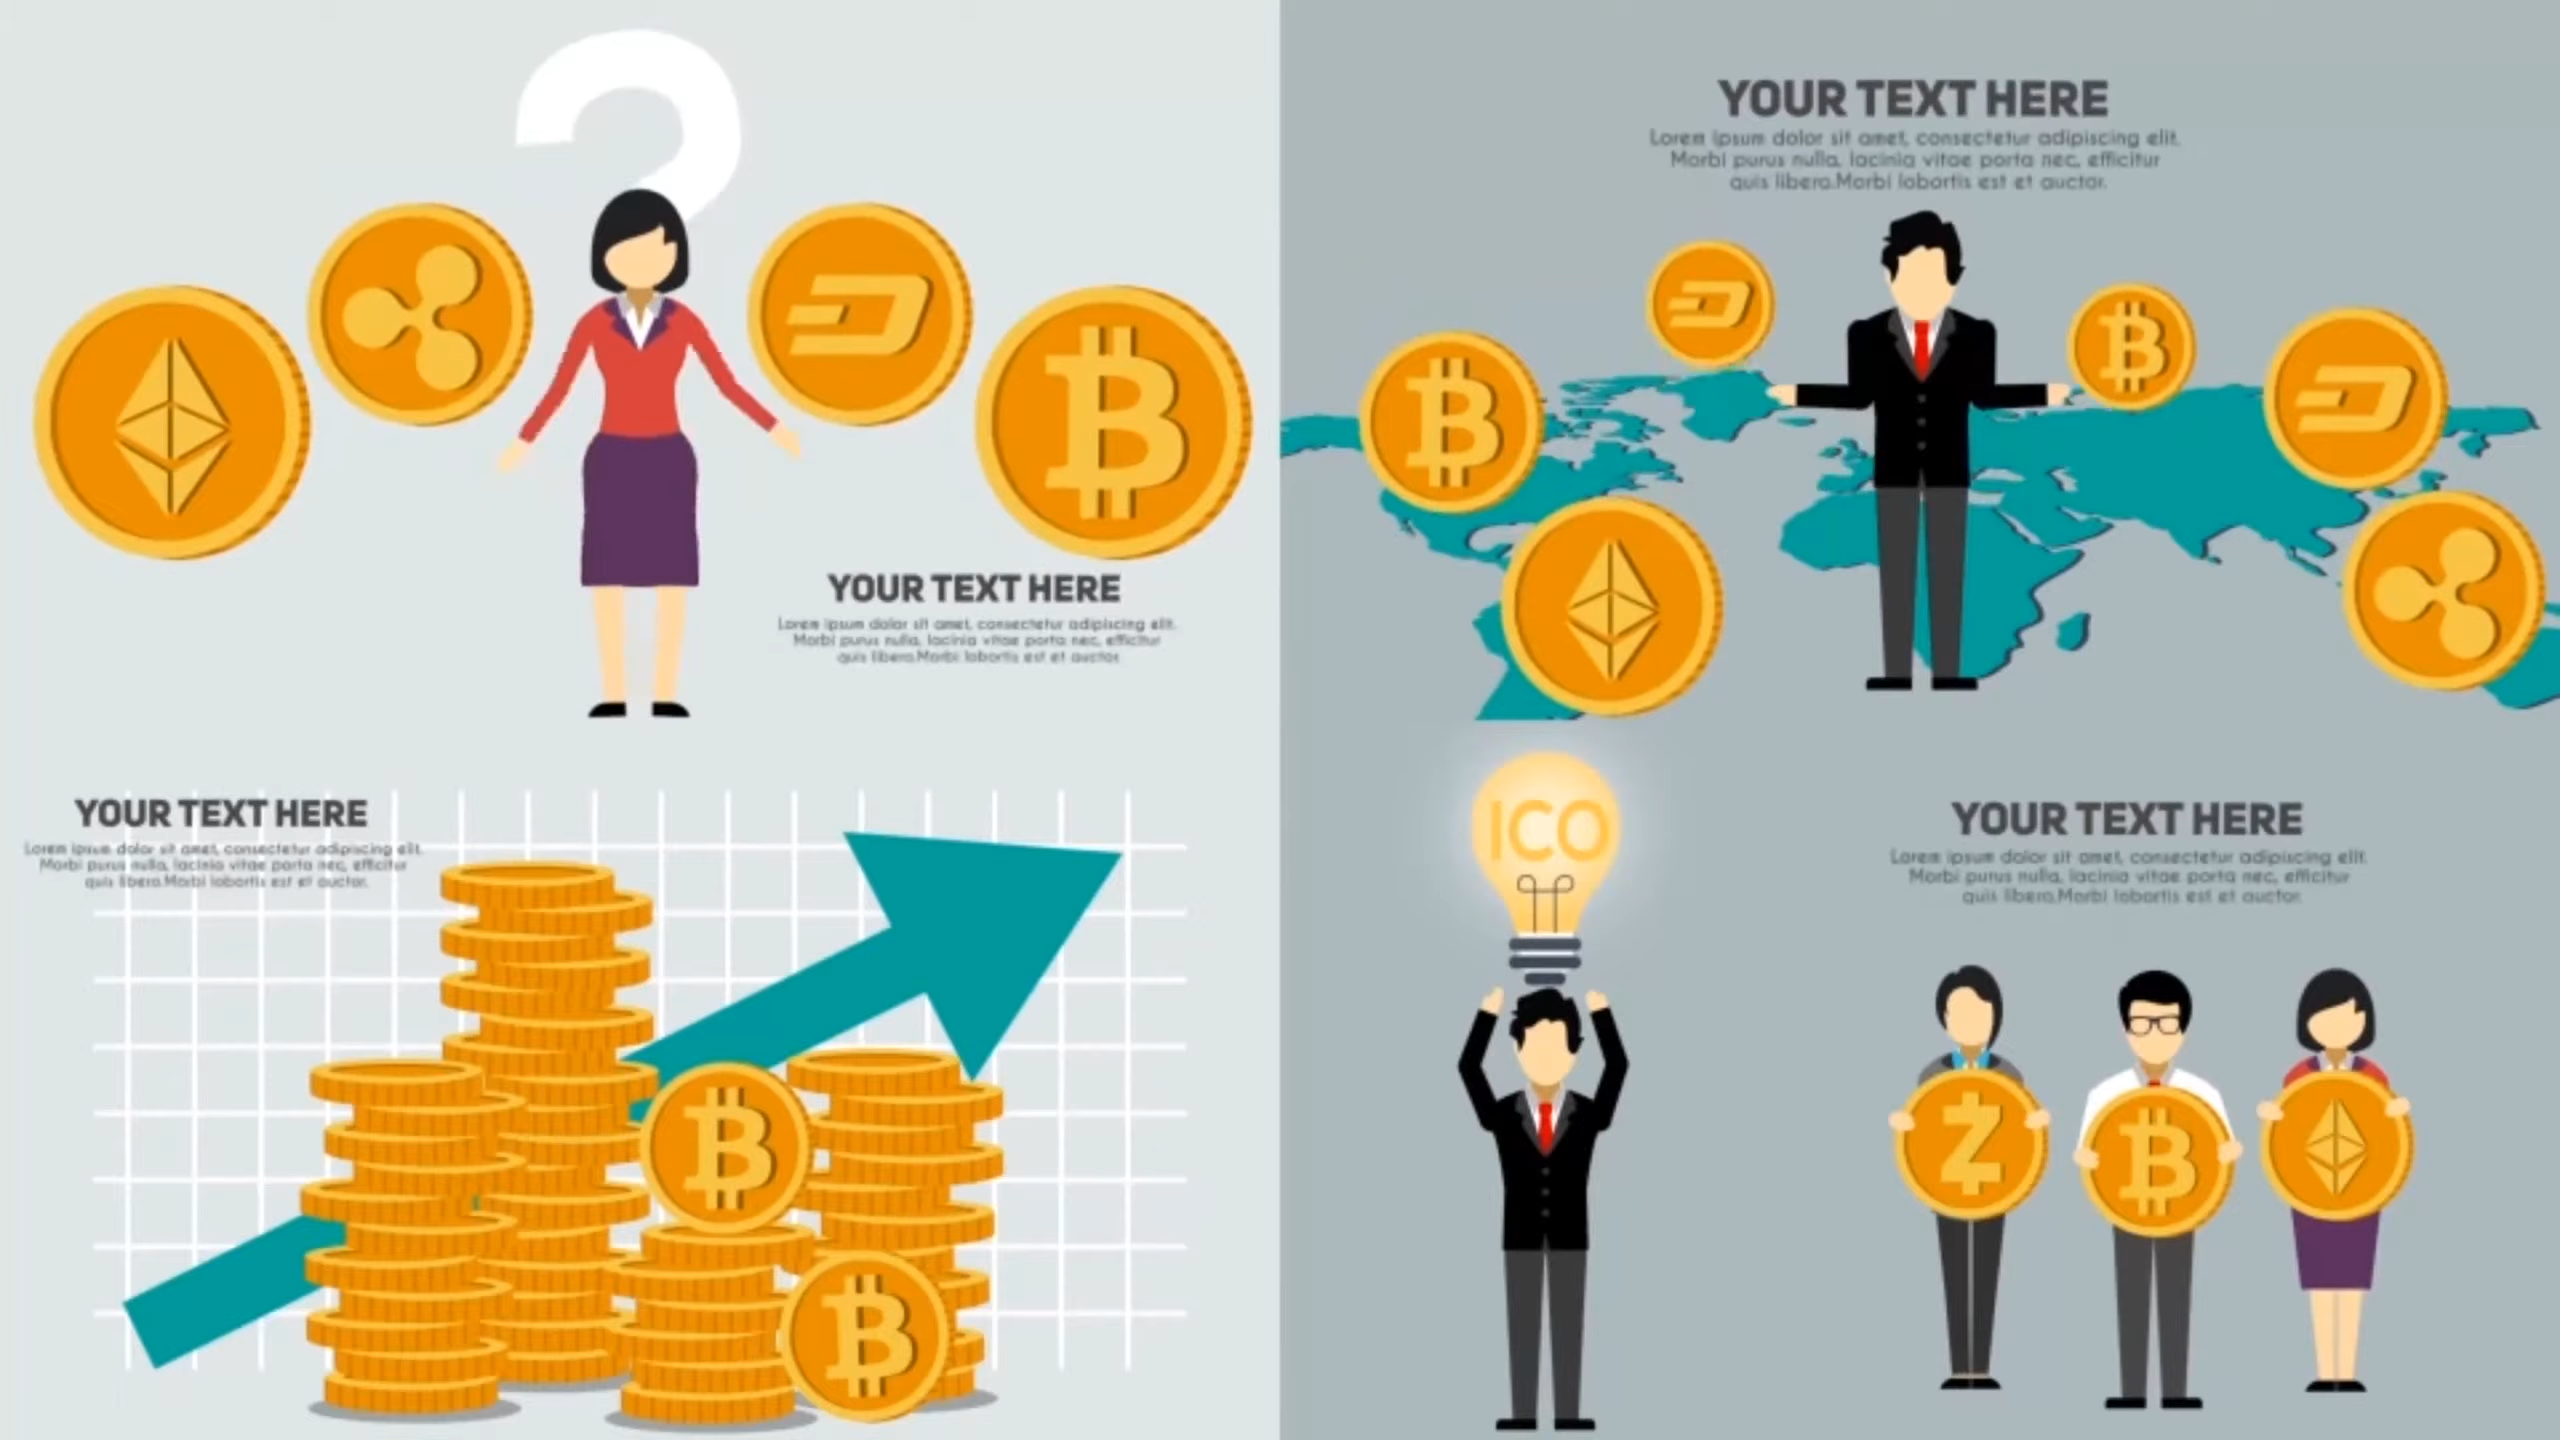 YOUR TEXT HERE
Lorem ipsum dolor sit amet, consectetur adipiscing elit.
Morbi purus nulla, lacinia vitae porta nec, efficitur
quis libero.Morbi lobortis est et auctor.
YOUR TEXT HERE
Lorem ipsum dolor sit amet, consectetur adipiscing elit.
Morbi purus nulla, lacinia vitae porta nec, efficitur
quis libero.Morbi lobortis est et auctor.
YOUR TEXT HERE
Lorem ipsum dolor sit amet, consectetur adipiscing elit.
Morbi purus nulla, lacinia vitae porta nec, efficitur
quis libero.Morbi lobortis est et auctor.
ICO
YOUR TEXT HERE
Lorem ipsum dolor sit amet, consectetur adipiscing elit.
Morbi purus nulla, lacinia vitae porta nec, efficitur
quis libero.Morbi lobortis est et auctor.